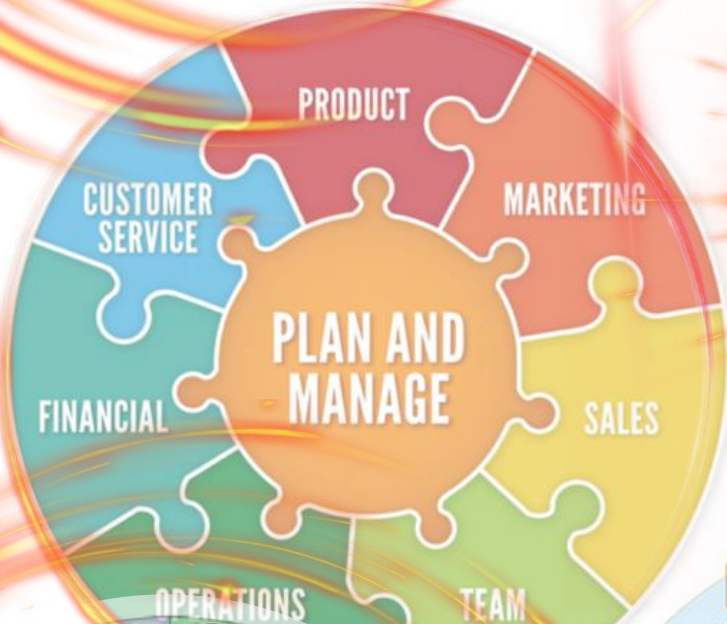 PRODUCT
MARKETING
CUSTOMER
SERVICE
PLAN AND
MANAGE
FINANCIAL
SALES
OPERATIONS
TEAM